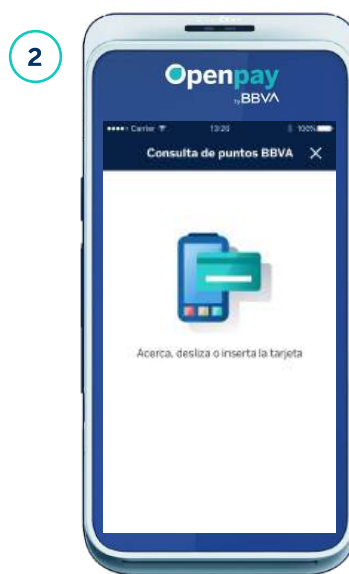 2
Openpay
by BBVA
Carrier 13:20 100%
Consulta de puntos BBVA
Acerca, desliza o inserta la tarjeta